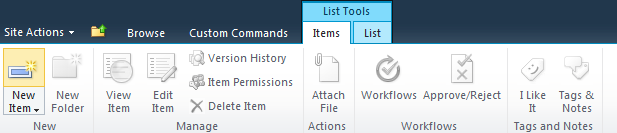 List Tools
Site Actions Browse Custom Commands Items List
Version History
Item Permissions
Delete Item
New Item
New Folder
View Item
Edit Item
Attach File
Workflows
Approve/Reject
I Like It
Tags & Notes
New Manage Actions Workflows Tags and Notes